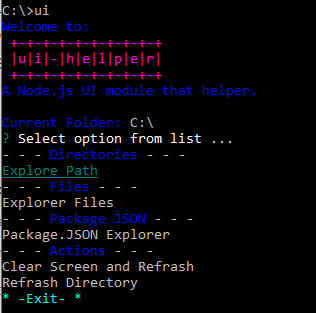 C:\>ui
Welcome to:
+-+-+-+-+-+-+-+-+-+
|u|i|-|h|e|l|p|e|r|
+-+-+-+-+-+-+-+-+-+
A Node.js UI module that helper.
Current Folder: C:\
? Select option from list ...
- - - Directories - - -
Explore Path
- - - Files - - -
Explorer Files
- - - Package JSON - - -
Package.JSON Explorer
- - - Actions - - -
Clear Screen and Refrash
Refrash Directory
* -Exit- *